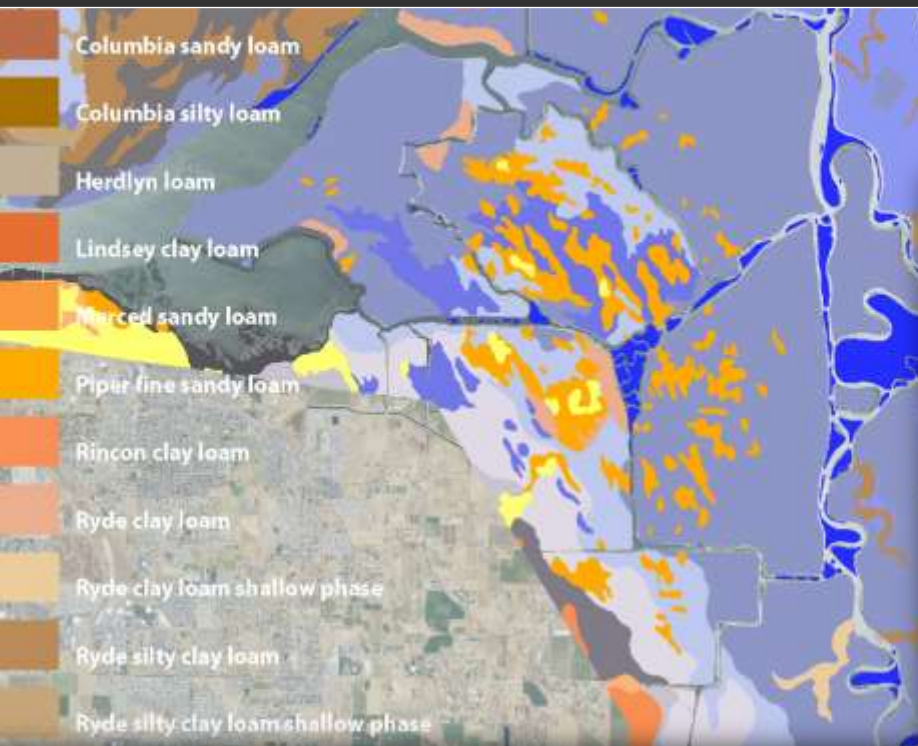 Columbia sandy loam
Columbia silty loam
Herdlyn loam
Lindsey clay loam
Marced sandy loam
Piper fine sandy loam
Rincon clay loam
Ryde clay loam
Ryde clay loam shallow phase
Ryde silty clay loam
Ryde silty clay loam shallow phase